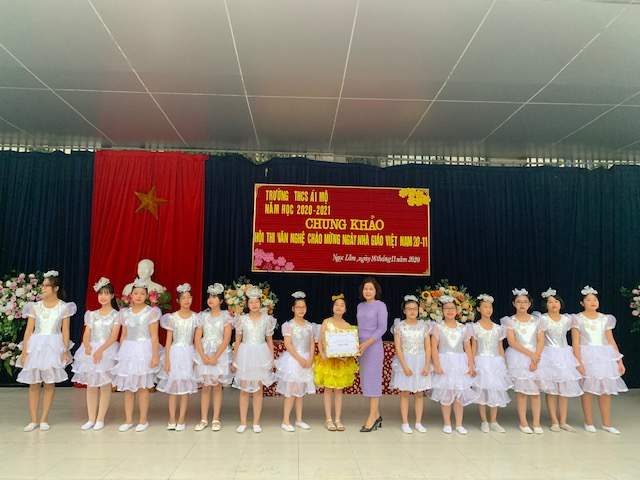 TRƯỜNG THCS ÁI MỘ
NĂM HỌC 2020-2021
CHUNG KHẢO
HỘI THI VĂN NGHỆ CHÀO MỪNG NGÀY NHÀ GIÁO VIỆT NAM 20-11
Ngọc Lâm, ngày 16 tháng 11 năm 2020